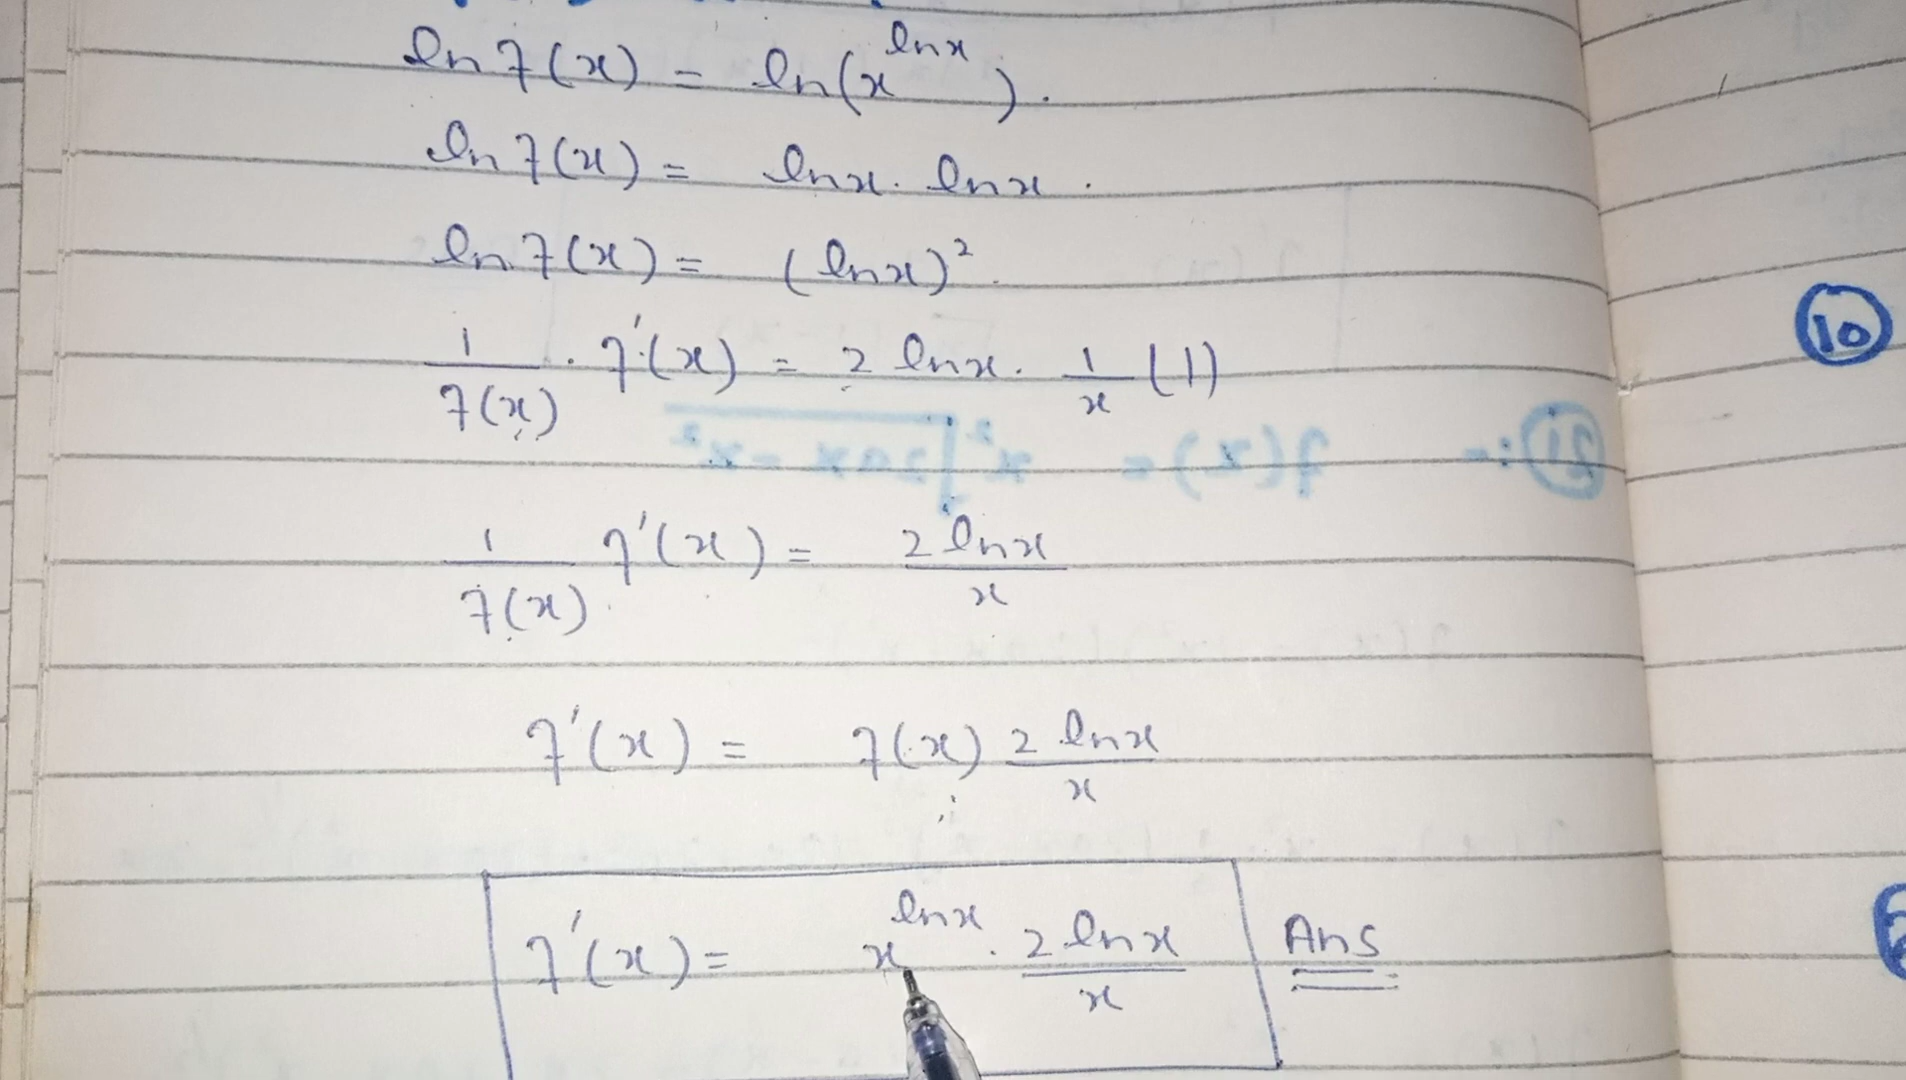 ln f(x) = ln(x^{ln x}).
ln f(x) = ln x . ln x .
ln f(x) = (ln x)².
1/f(x) . f'(x) = 2 ln x . 1/x (1)
1/f(x) f'(x) = 2 ln x / x
f'(x) = f(x) 2 ln x / x
f'(x) = x^{ln x} . 2 ln x / x Ans
10